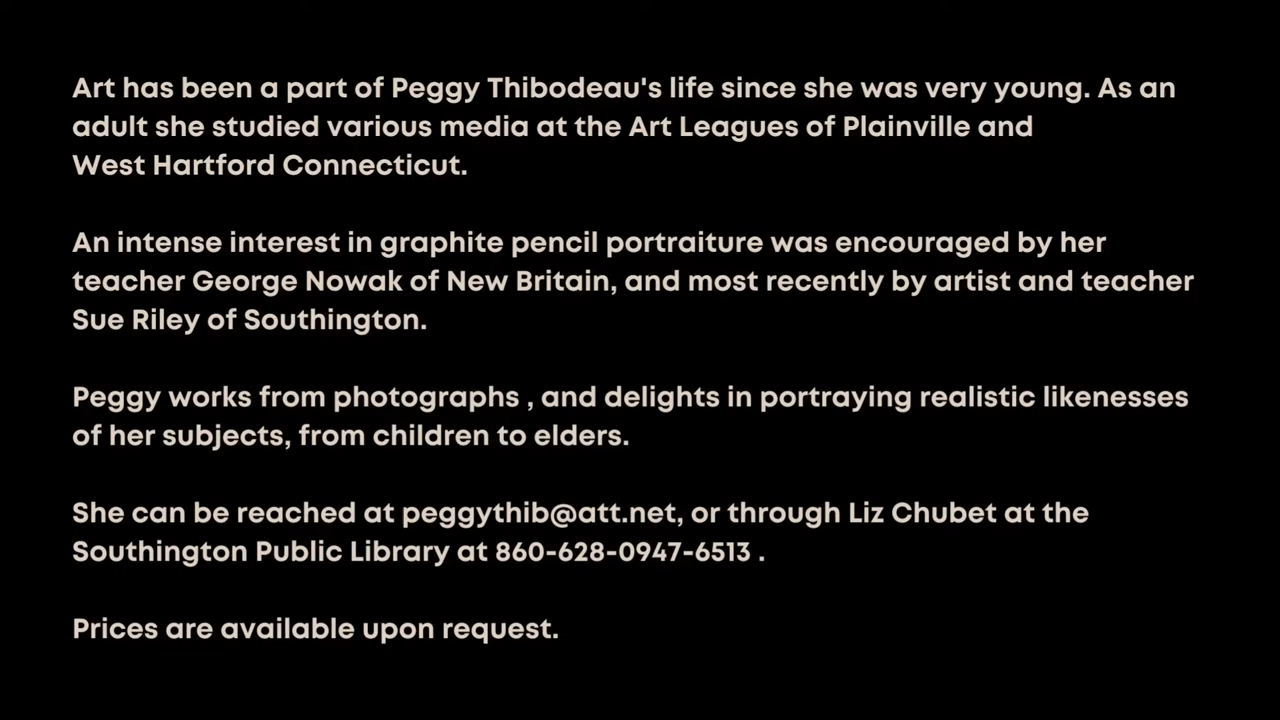 Art has been a part of Peggy Thibodeau's life since she was very young. As an
adult she studied various media at the Art Leagues of Plainville and
West Hartford Connecticut.
An intense interest in graphite pencil portraiture was encouraged by her
teacher George Nowak of New Britain, and most recently by artist and teacher
Sue Riley of Southington.
Peggy works from photographs , and delights in portraying realistic likenesses
of her subjects, from children to elders.
She can be reached at peggythib@att.net, or through Liz Chubet at the
Southington Public Library at 860-628-0947-6513 .
Prices are available upon request.